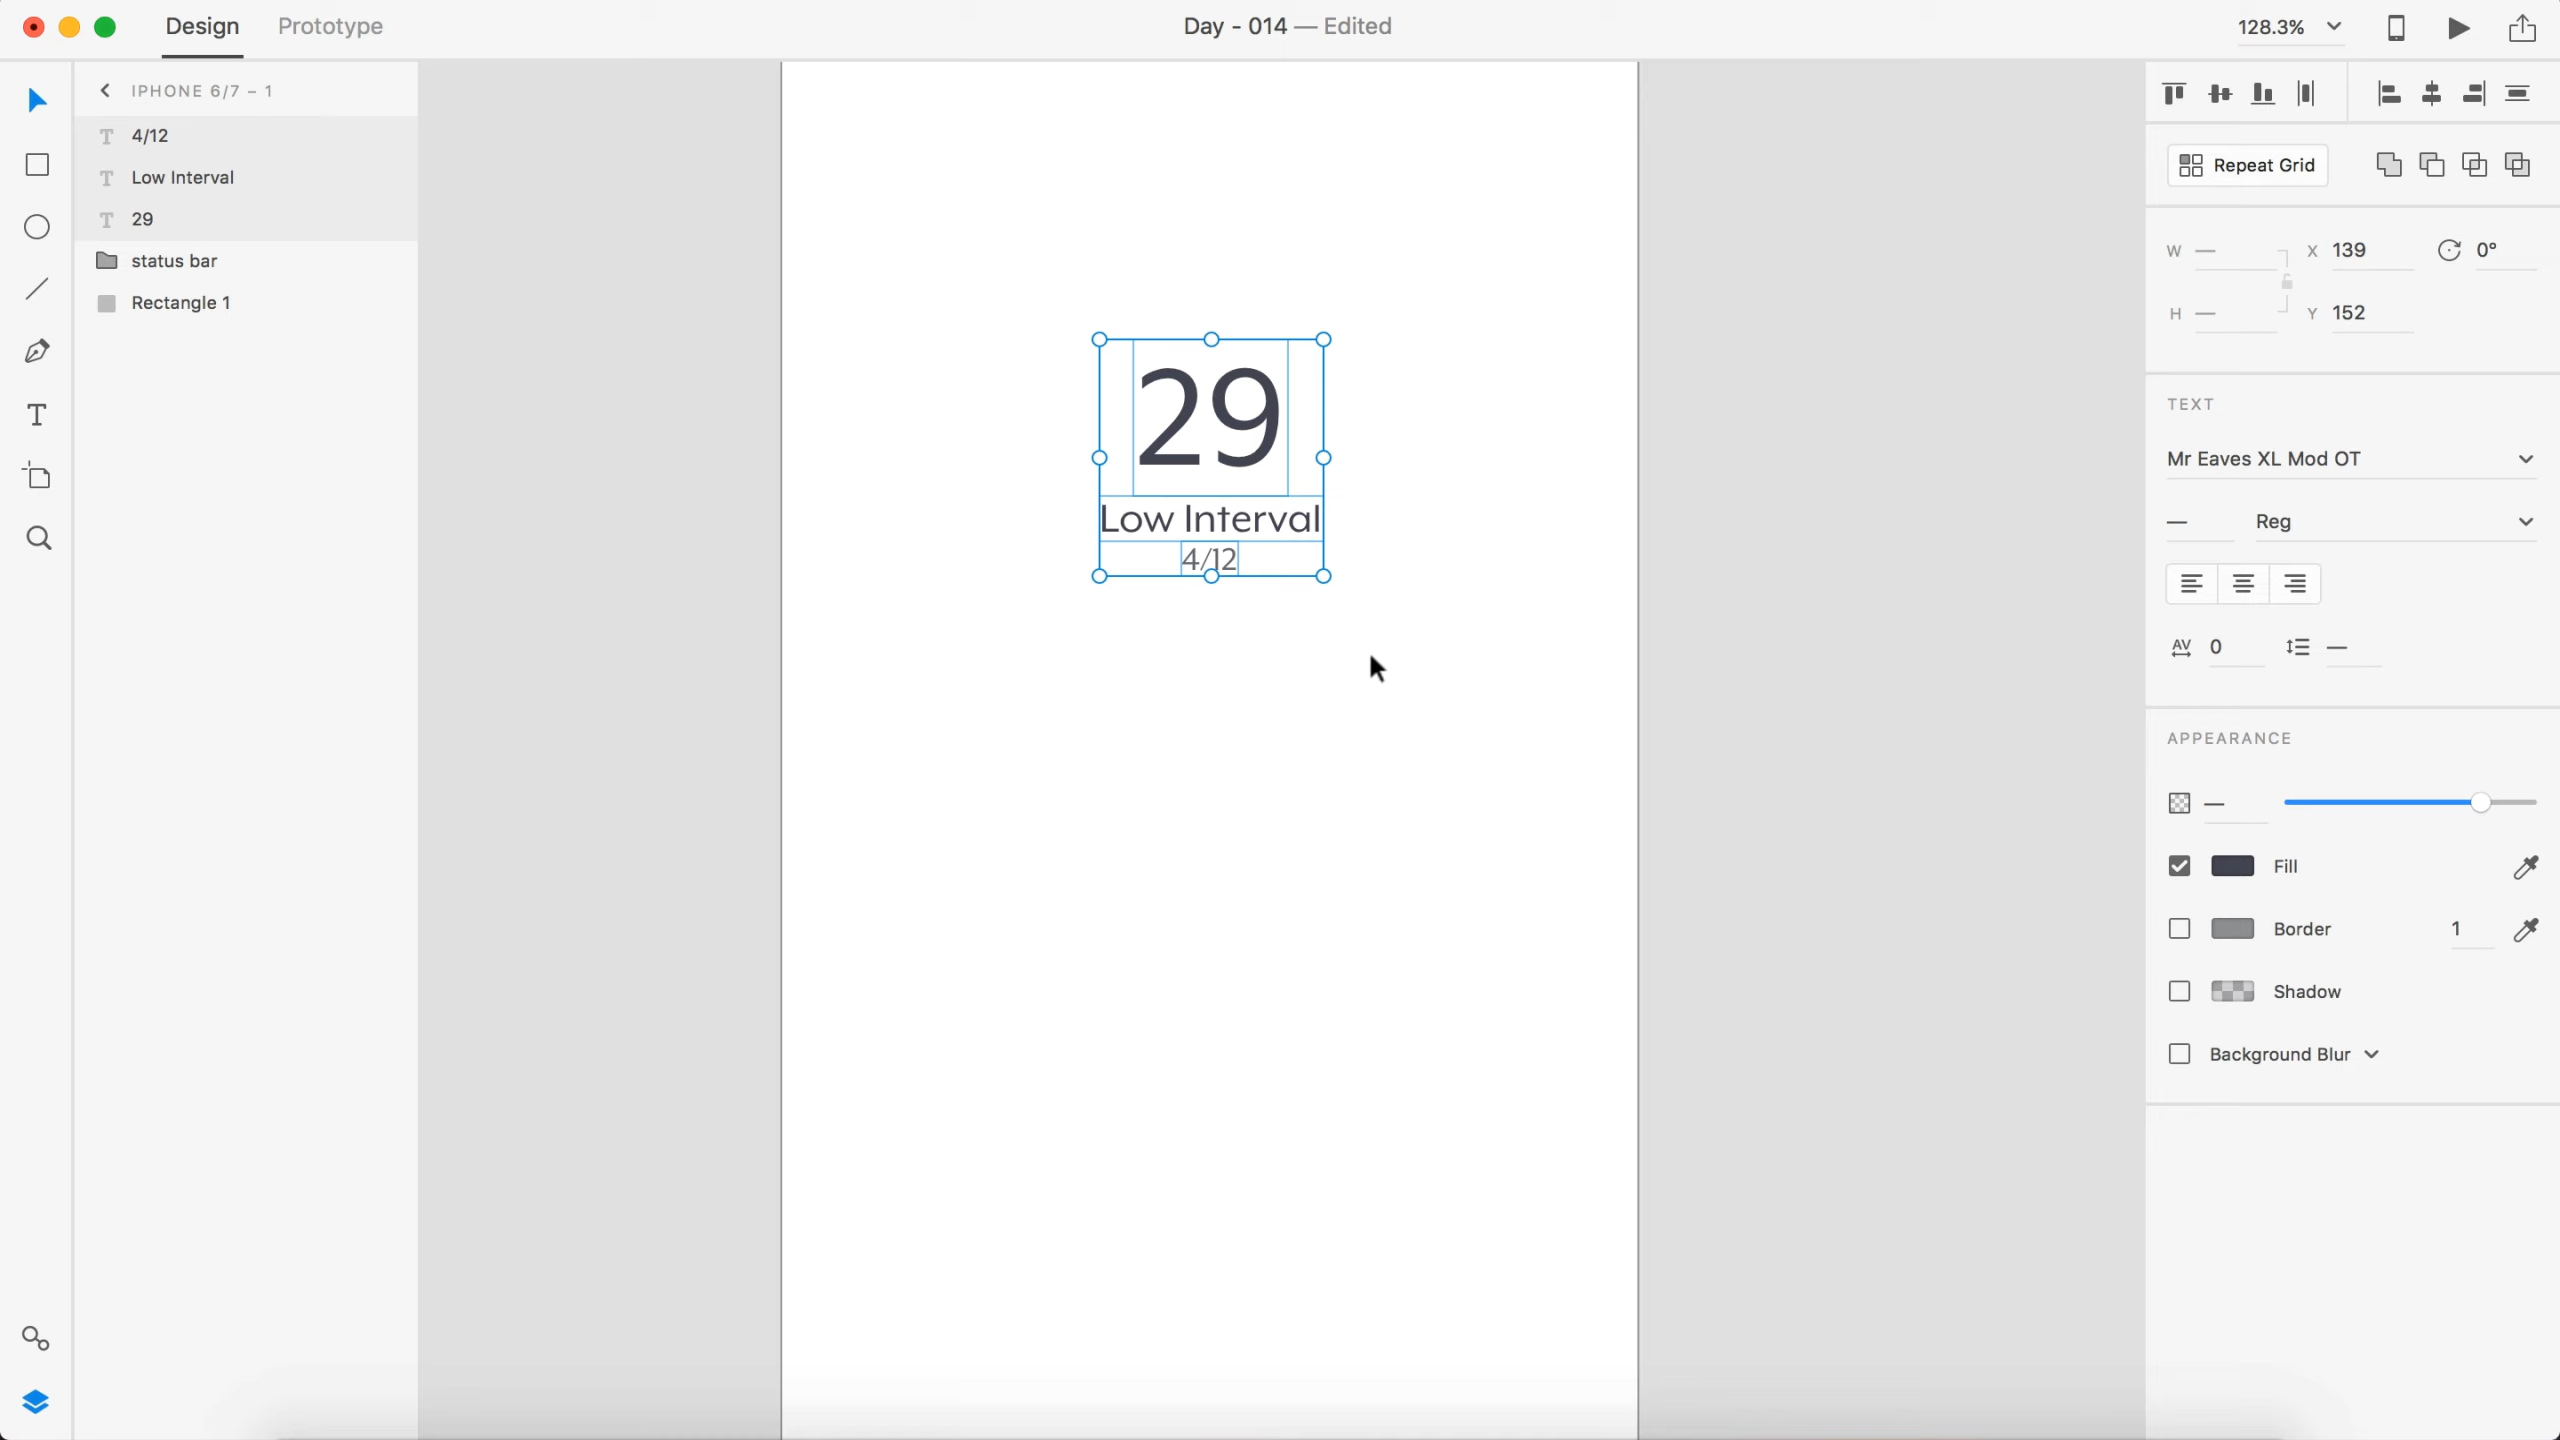 Design Prototype Day - 014 — Edited 128.3%
IPHONE 6/7 – 1
T 4/12
T Low Interval
T 29
status bar
Rectangle 1
29
Low Interval
4/12
T
Repeat Grid
W — X 139 0°
H — Y 152
TEXT
Mr Eaves XL Mod OT
— Reg
AV 0 —
APPEARANCE
—
Fill
Border 1
Shadow
Background Blur